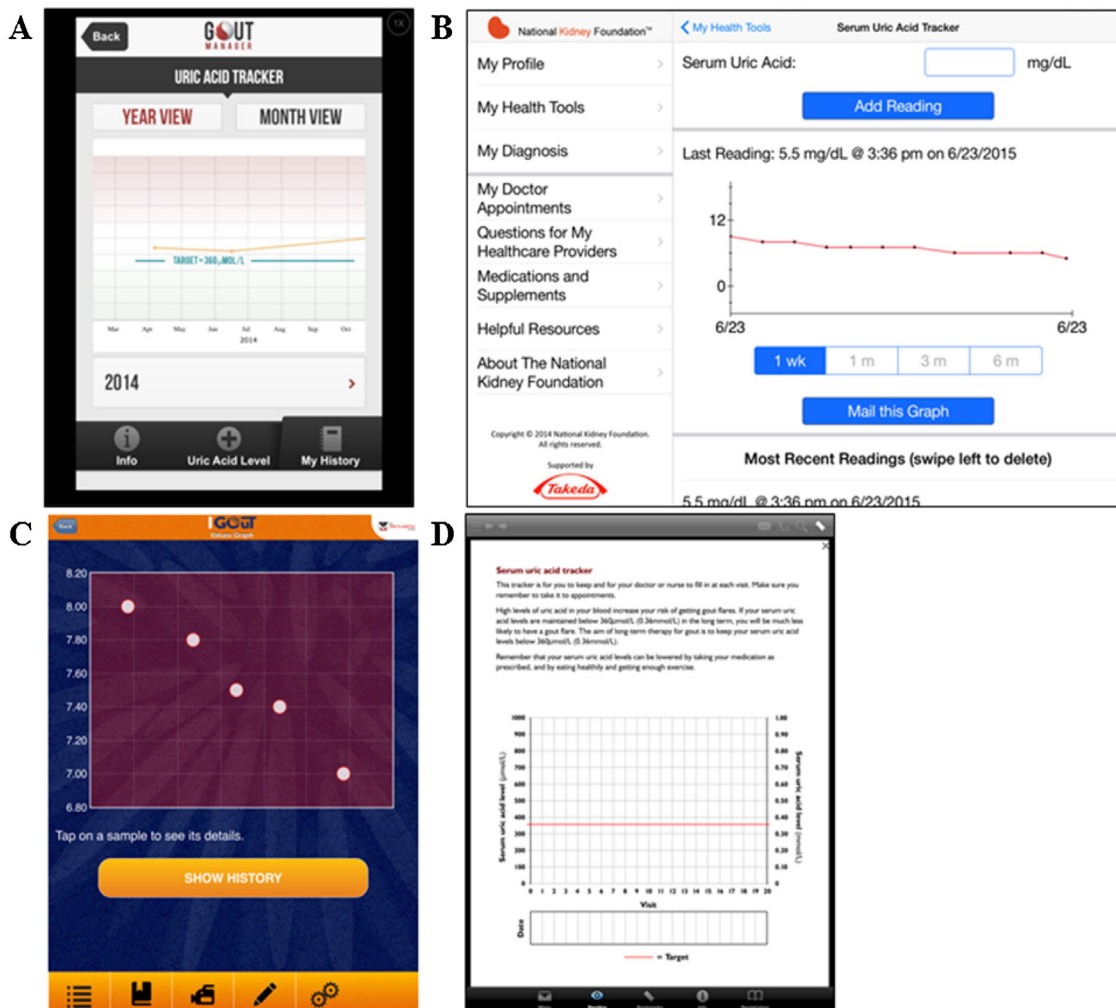 A
Back
GOUT
MANAGER
1X
URIC ACID TRACKER
YEAR VIEW
MONTH VIEW
TARGET = 360 µMOL/L
Mar Apr May Jun Jul Aug Sep Oct
2014
2014
Info
Uric Acid Level
My History
B
National Kidney Foundation™
My Profile
My Health Tools
My Diagnosis
My Doctor
Appointments
Questions for My
Healthcare Providers
Medications and
Supplements
Helpful Resources
About The National
Kidney Foundation
Copyright © 2014 National Kidney Foundation.
All rights reserved.
Supported by
Takeda
My Health Tools
Serum Uric Acid Tracker
Serum Uric Acid:
mg/dL
Add Reading
Last Reading: 5.5 mg/dL @ 3:36 pm on 6/23/2015
12
0
6/23
6/23
1 wk 1 m 3 m 6 m
Mail this Graph
Most Recent Readings (swipe left to delete)
5.5 mg/dL @ 3:36 pm on 6/23/2015
C
Back
iGOUT
Values Graph
8.20
8.00
7.80
7.60
7.40
7.20
7.00
6.80
Tap on a sample to see its details.
SHOW HISTORY
D
Serum uric acid tracker
This tracker is for you to keep and for your doctor or nurse to fill in at each visit. Make sure you
remember to take it to appointments.
High levels of uric acid in your blood increase your risk of getting gout flares. If your serum uric
acid levels are maintained below 360µmol/L (0.36mmol/L) in the long term, you will be much less
likely to have a gout flare. The aim of long-term therapy for gout is to keep your serum uric acid
levels below 360µmol/L (0.36mmol/L).
Remember that your serum uric acid levels can be lowered by taking your medication as
prescribed, and by eating healthily and getting enough exercise.
Serum uric acid level (µmol/L)
1000
900
800
700
600
500
400
300
200
100
0
1.00
0.90
0.80
0.70
0.60
0.50
0.40
0.30
0.20
0.10
0
Serum uric acid level (mmol/L)
0 1 2 3 4 5 6 7 8 9 10 11 12 13 14 15 16 17 18 19 20
Visit
Date
= Target